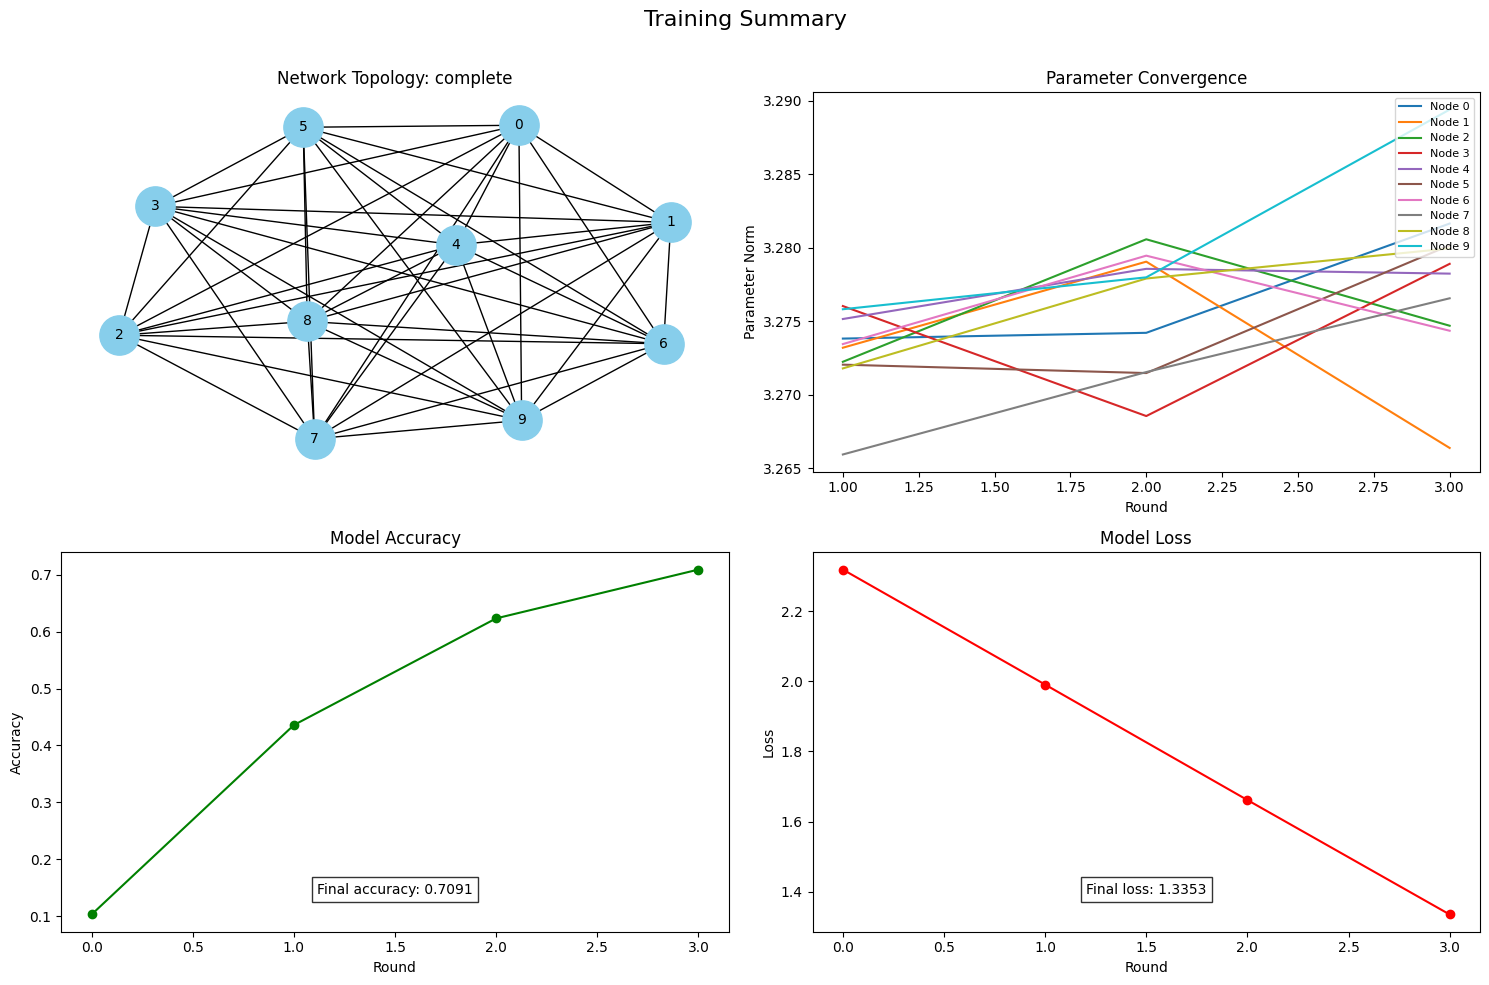 Training Summary
Network Topology: complete
5
0
3
1
4
8
2
6
9
7
Parameter Convergence
Parameter Norm
3.290
3.285
3.280
3.275
3.270
3.265
1.00 1.25 1.50 1.75 2.00 2.25 2.50 2.75 3.00
Round
Node 0
Node 1
Node 2
Node 3
Node 4
Node 5
Node 6
Node 7
Node 8
Node 9
Model Accuracy
Accuracy
0.7
0.6
0.5
0.4
0.3
0.2
0.1
Final accuracy: 0.7091
0.0 0.5 1.0 1.5 2.0 2.5 3.0
Round
Model Loss
Loss
2.2
2.0
1.8
1.6
1.4
Final loss: 1.3353
0.0 0.5 1.0 1.5 2.0 2.5 3.0
Round